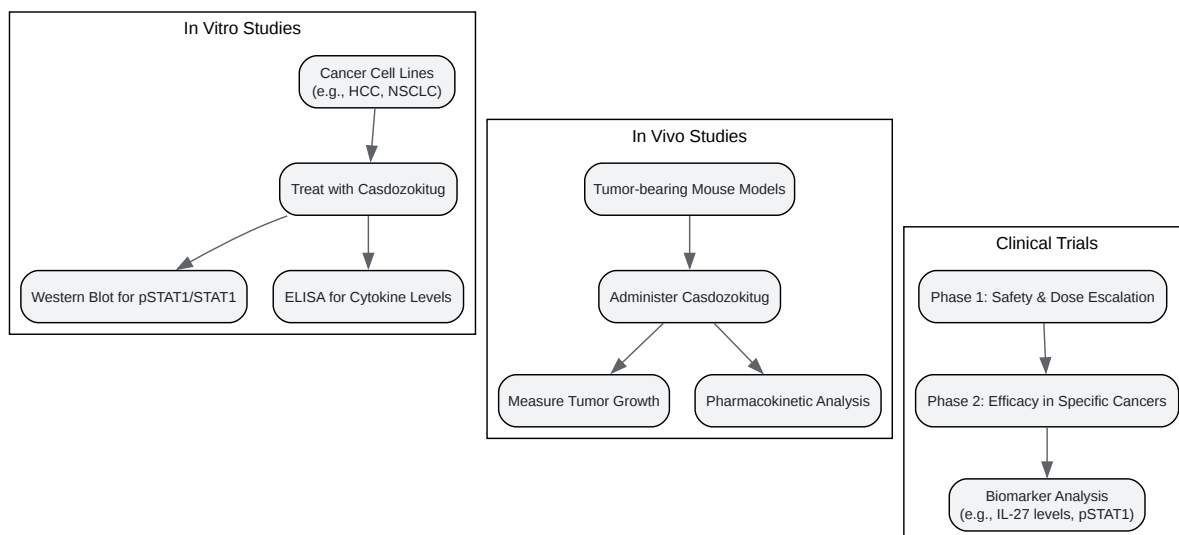 In Vitro Studies
Cancer Cell Lines
(e.g., HCC, NSCLC)
Treat with Casdozokitug
Western Blot for pSTAT1/STAT1
ELISA for Cytokine Levels
In Vivo Studies
Tumor-bearing Mouse Models
Administer Casdozokitug
Measure Tumor Growth
Pharmacokinetic Analysis
Clinical Trials
Phase 1: Safety & Dose Escalation
Phase 2: Efficacy in Specific Cancers
Biomarker Analysis
(e.g., IL-27 levels, pSTAT1)